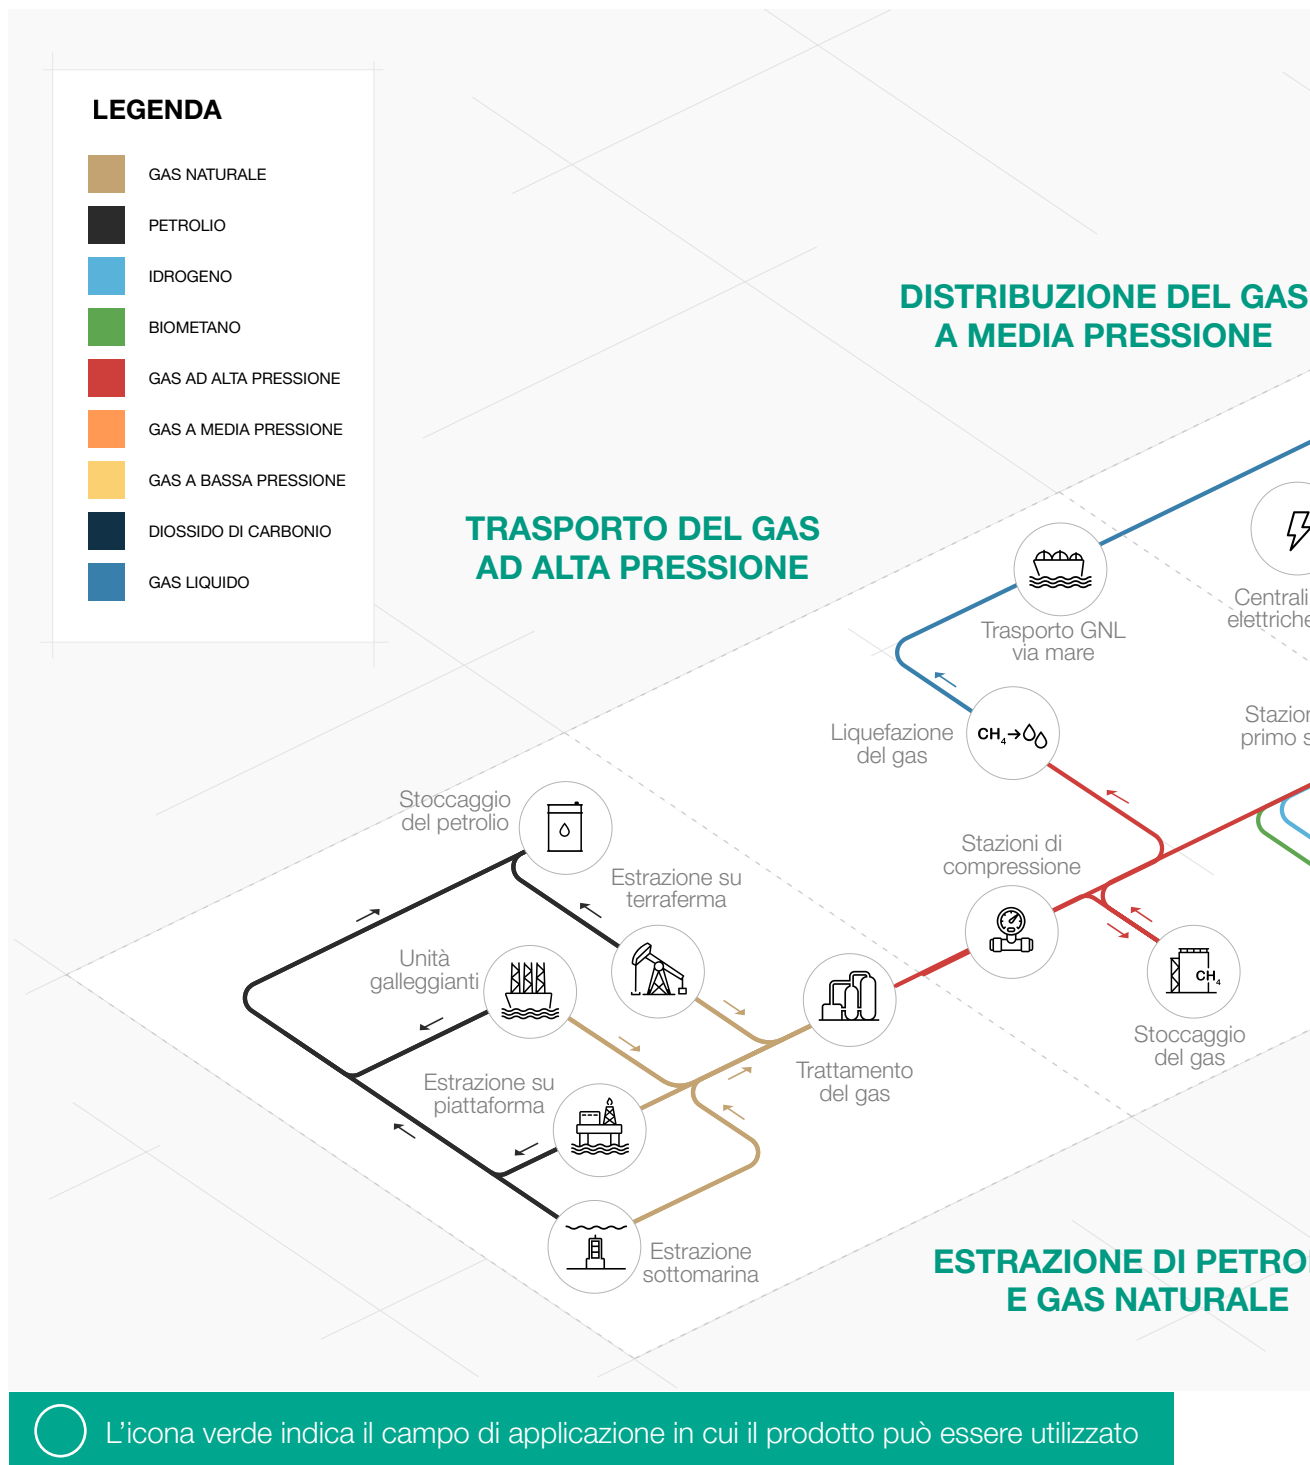 LEGENDA
GAS NATURALE
PETROLIO
IDROGENO
BIOMETANO
GAS AD ALTA PRESSIONE
GAS A MEDIA PRESSIONE
GAS A BASSA PRESSIONE
DIOSSIDO DI CARBONIO
GAS LIQUIDO
DISTRIBUZIONE DEL GAS
A MEDIA PRESSIONE
TRASPORTO DEL GAS
AD ALTA PRESSIONE
Centrali
elettriche
Trasporto GNL
via mare
Liquefazione
del gas
CH₄→
primo
Stoccaggio
del petrolio
Stazioni di
compressione
Estrazione su
terraferma
Unità
galleggianti
CH₄
Stoccaggio
del gas
Trattamento
del gas
Estrazione su
piattaforma
Estrazione
sottomarina
ESTRAZIONE DI
E GAS NATURALE
L'icona verde indica il campo di applicazione in cui il prodotto può essere utilizzato